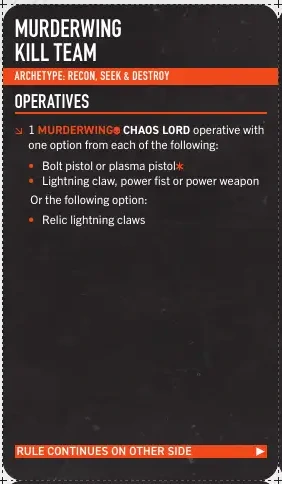 MURDERWING
KILL TEAM
ARCHETYPE: RECON, SEEK & DESTROY
OPERATIVES
↘ 1 MURDERWING CHAOS LORD operative with
one option from each of the following:
• Bolt pistol or plasma pistol*
• Lightning claw, power fist or power weapon
Or the following option:
• Relic lightning claws
RULE CONTINUES ON OTHER SIDE ▶